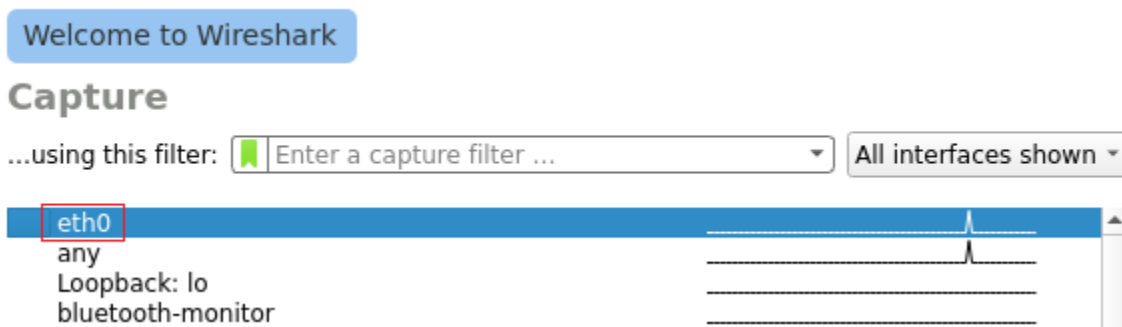 Welcome to Wireshark
Capture
...using this filter: Enter a capture filter ... All interfaces shown
eth0
any
Loopback: lo
bluetooth-monitor